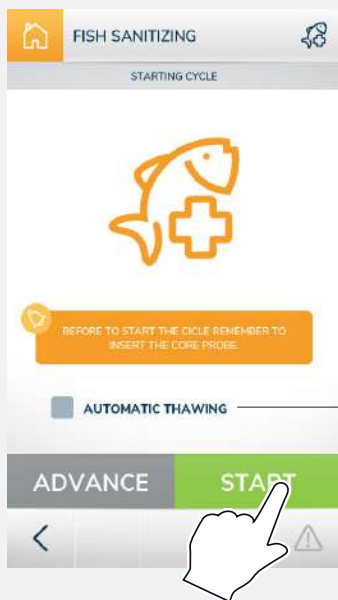 FISH SANITIZING
STARTING CYCLE
BEFORE TO START THE CICLE REMEMBER TO
INSERT THE CORE PROBE
AUTOMATIC THAWING
ADVANCE
START